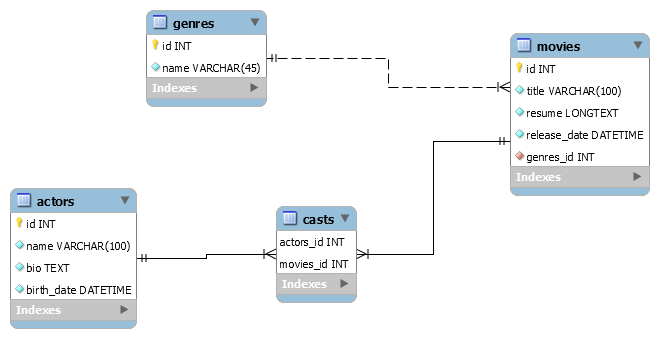 genres
id INT
name VARCHAR(45)
Indexes
movies
id INT
title VARCHAR(100)
resume LONGTEXT
release_date DATETIME
genres_id INT
Indexes
actors
id INT
name VARCHAR(100)
bio TEXT
birth_date DATETIME
Indexes
casts
actors_id INT
movies_id INT
Indexes